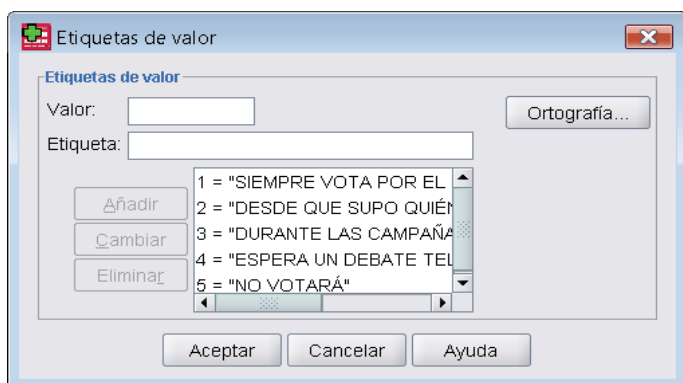 Etiquetas de valor
Etiquetas de valor
Valor:
Ortografía...
Etiqueta:
1 = "SIEMPRE VOTA POR EL
2 = "DESDE QUE SUPO QUIÉN
3 = "DURANTE LAS CAMPAÑA
4 = "ESPERA UN DEBATE TEL
5 = "NO VOTARÁ"
Añadir
Cambiar
Eliminar
Aceptar Cancelar Ayuda